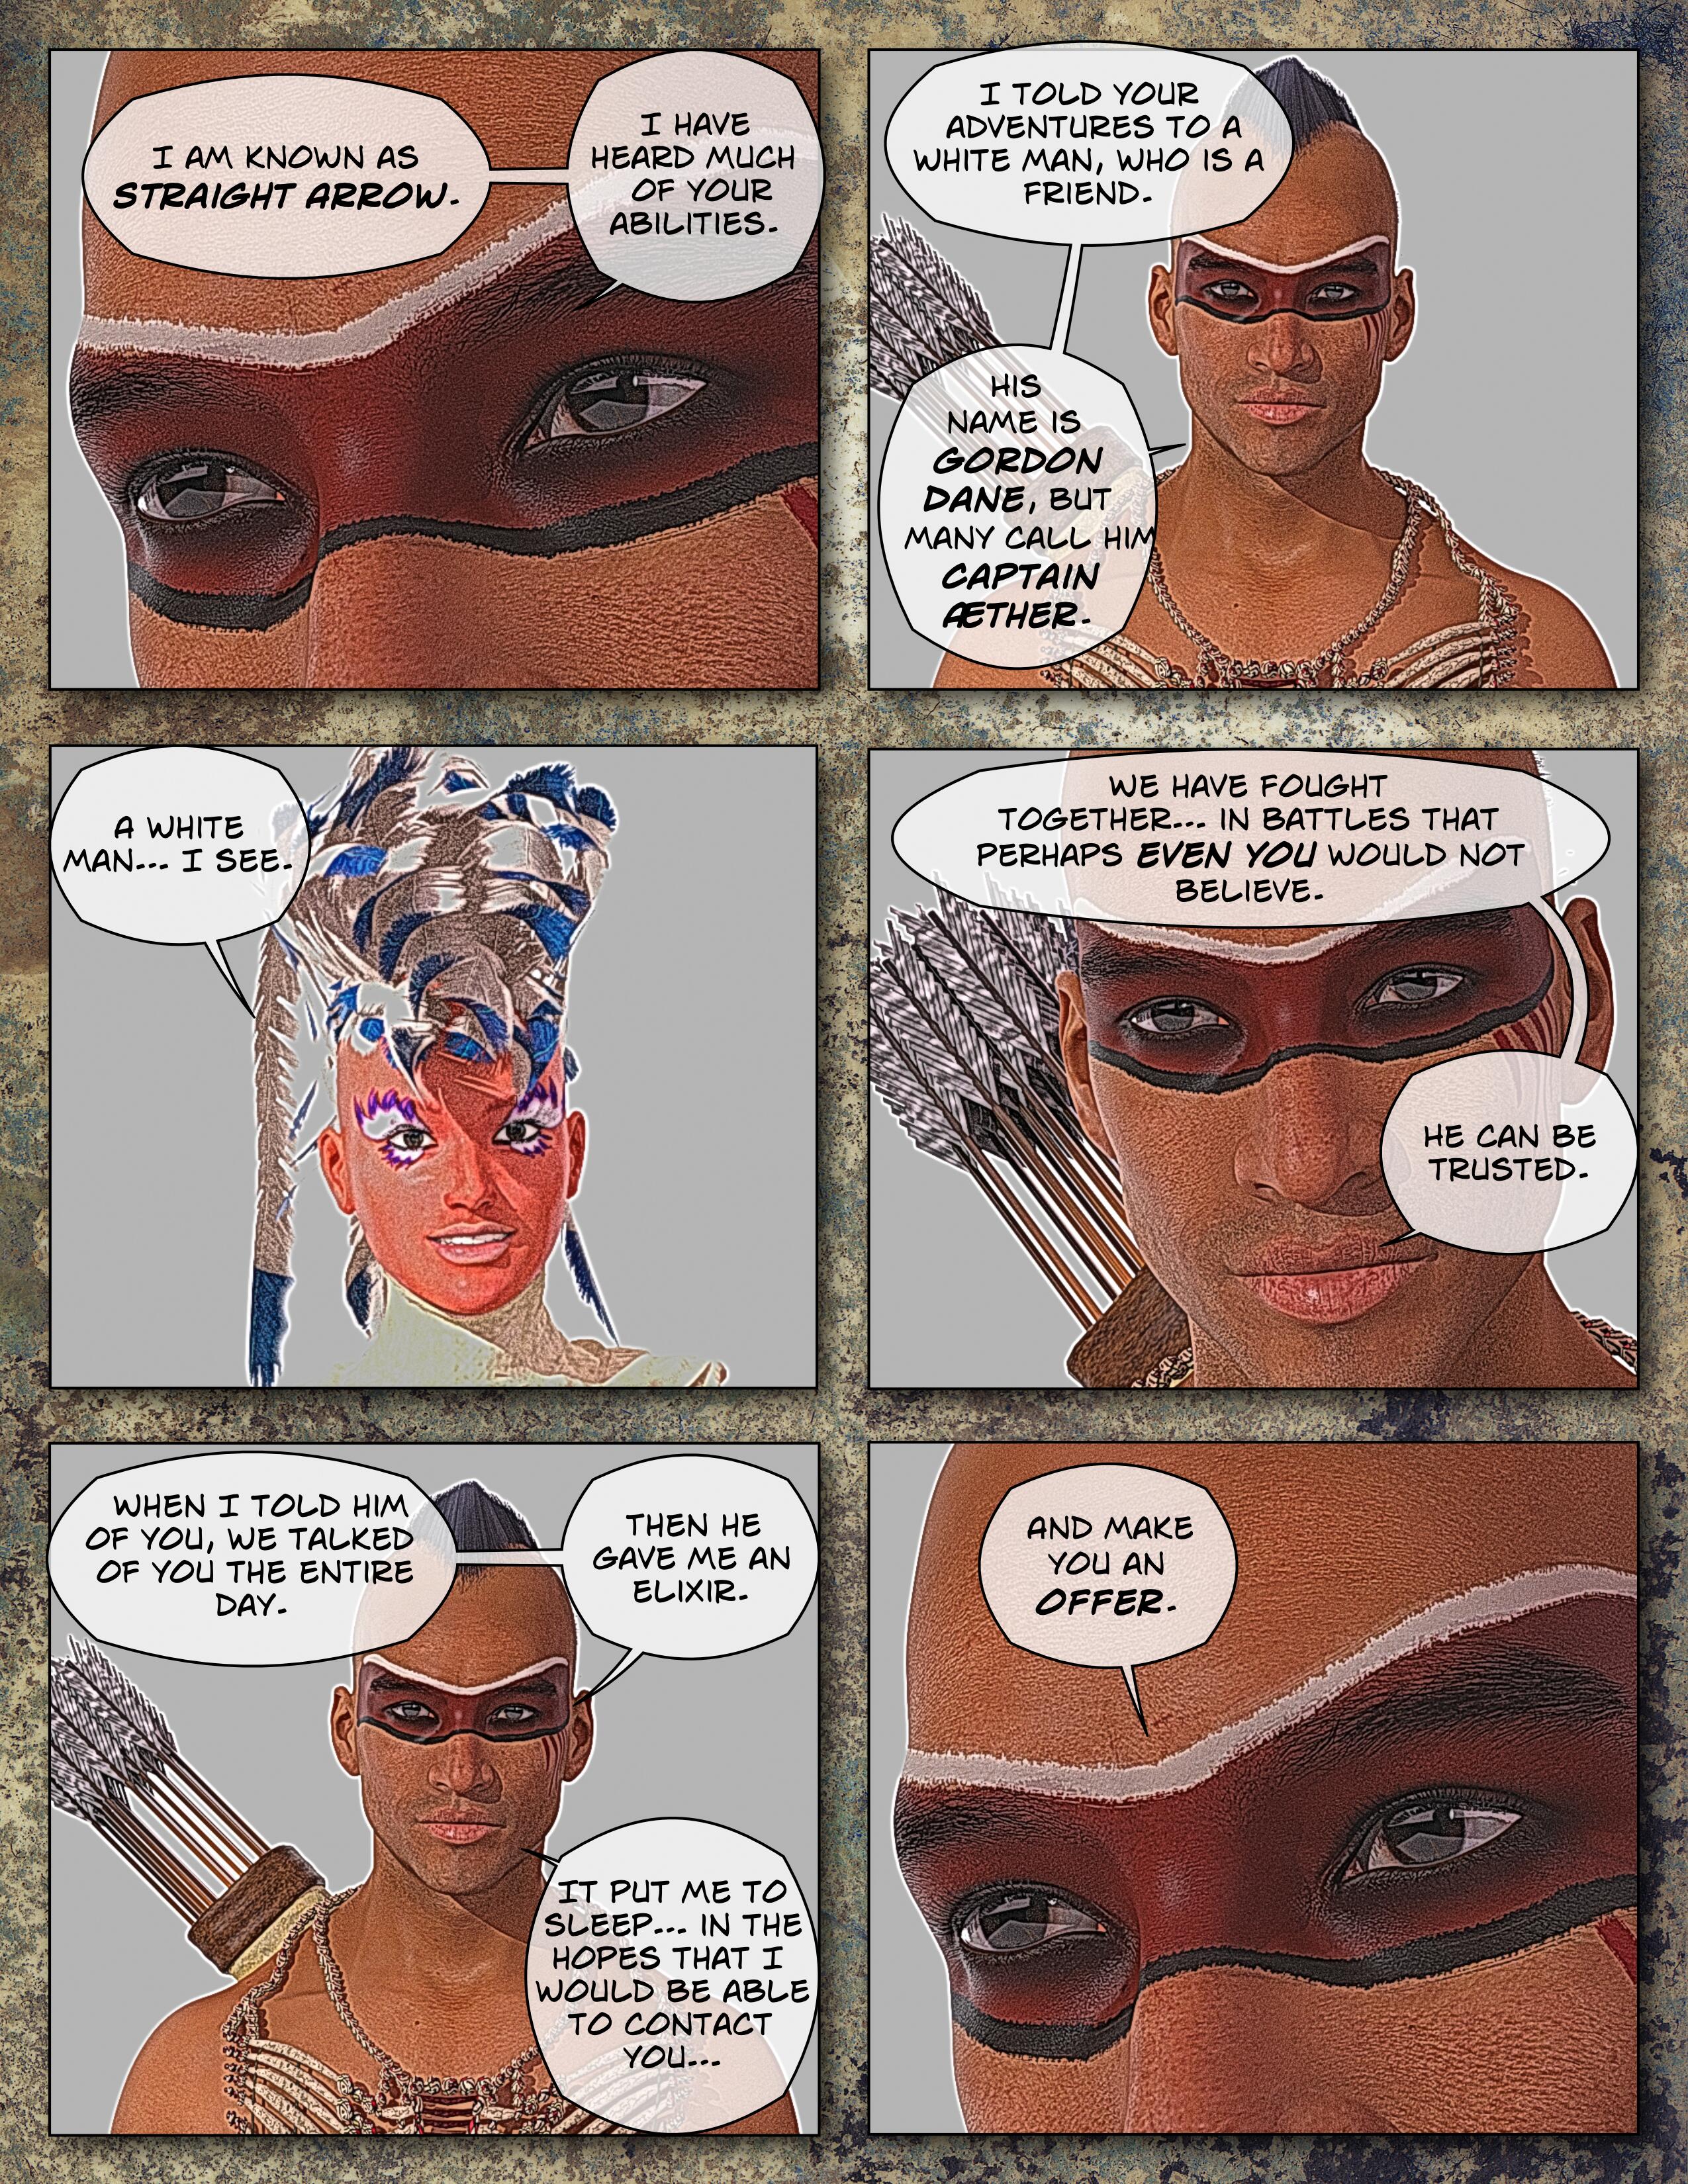 I AM KNOWN AS
STRAIGHT ARROW.
I HAVE
HEARD MUCH
OF YOUR
ABILITIES.
I TOLD YOUR
ADVENTURES TO A
WHITE MAN, WHO IS A
FRIEND.
HIS
NAME IS
GORDON
DANE, BUT
MANY CALL HIM
CAPTAIN
ÆTHER.
A WHITE
MAN... I SEE.
WE HAVE FOUGHT
TOGETHER... IN BATTLES THAT
PERHAPS EVEN YOU WOULD NOT
BELIEVE.
HE CAN BE
TRUSTED.
WHEN I TOLD HIM
OF YOU, WE TALKED
OF YOU THE ENTIRE
DAY.
THEN HE
GAVE ME AN
ELIXIR.
IT PUT ME TO
SLEEP... IN THE
HOPES THAT I
WOULD BE ABLE
TO CONTACT
YOU...
AND MAKE
YOU AN
OFFER.